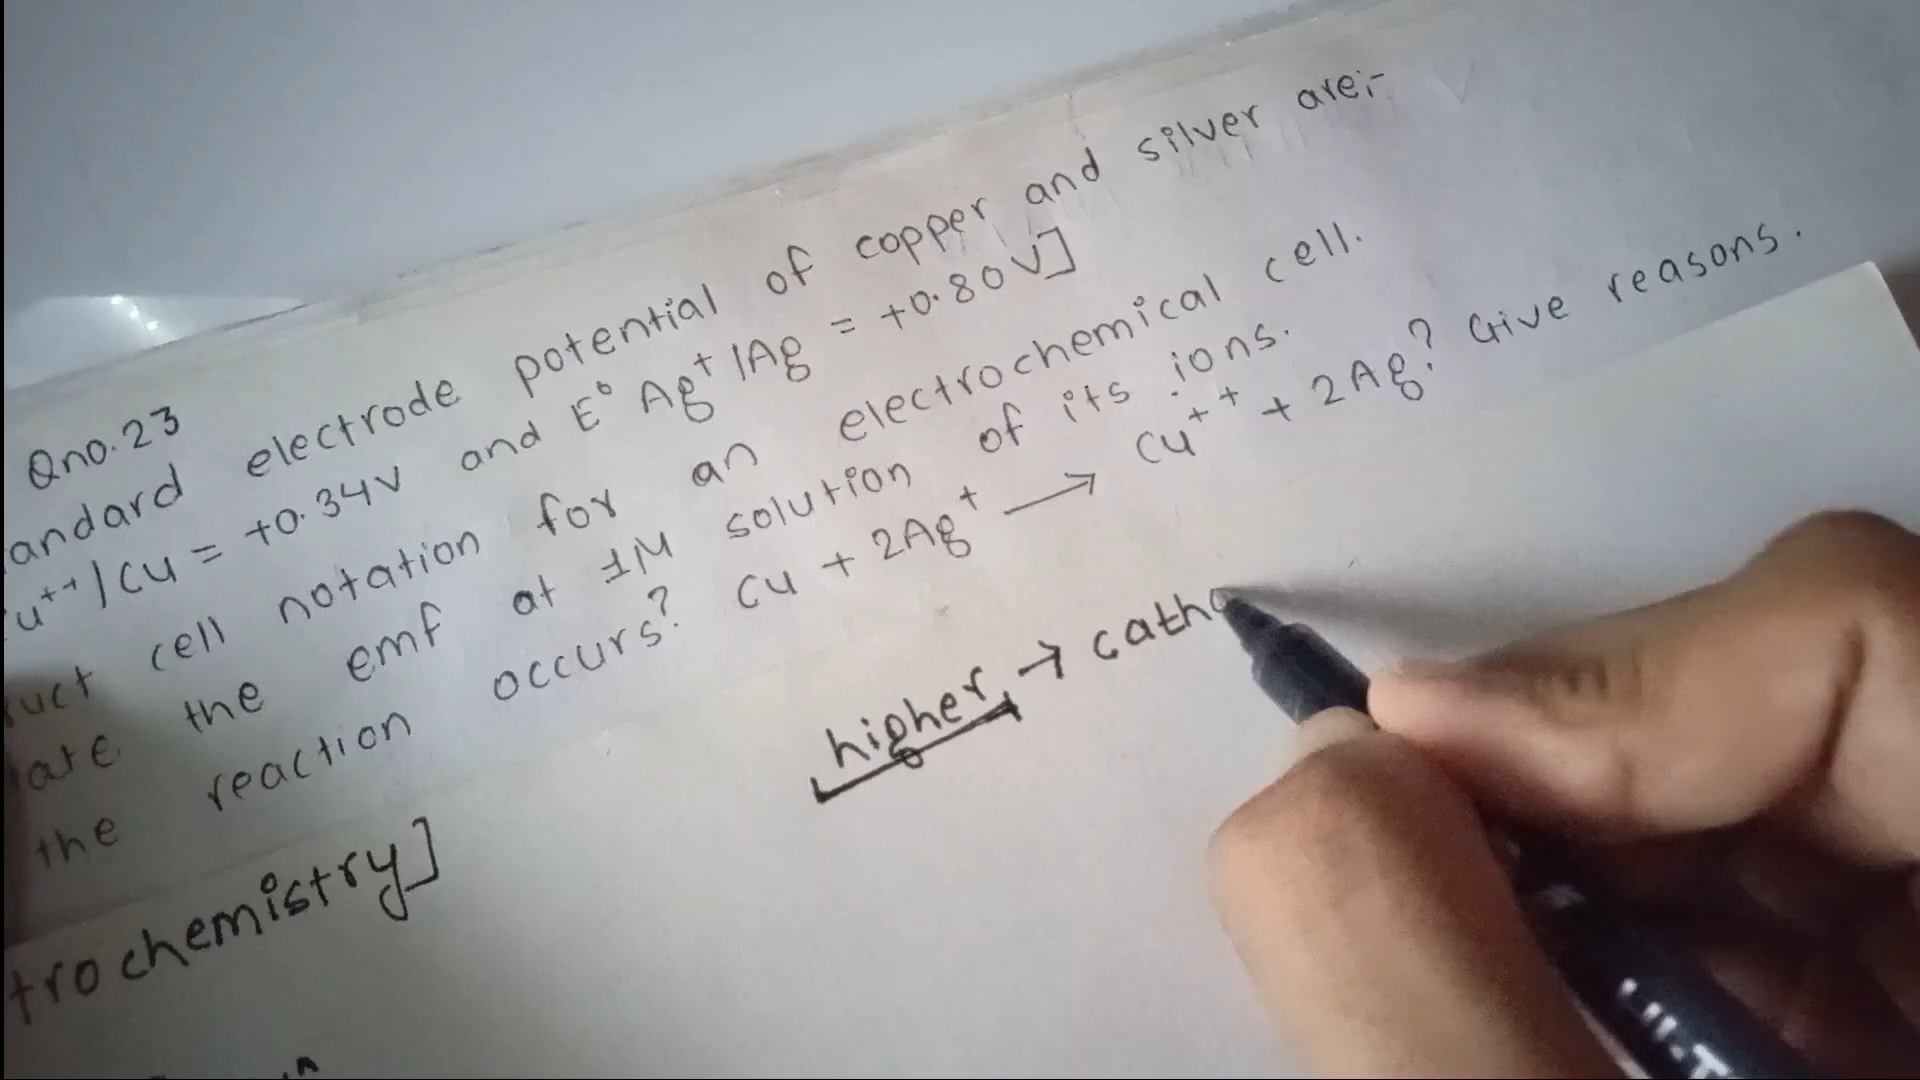 Qno.23
andard electrode potential of copper and silver are:-
u++/Cu = +0.34V and E° Ag+/Ag = +0.80V]
uct cell notation for an electrochemical cell.
late the emf at 1M solution of its ions.
the reaction occurs? Cu + 2Ag+ → Cu++ + 2Ag? Give reasons.
higher → catho
trochemistry]